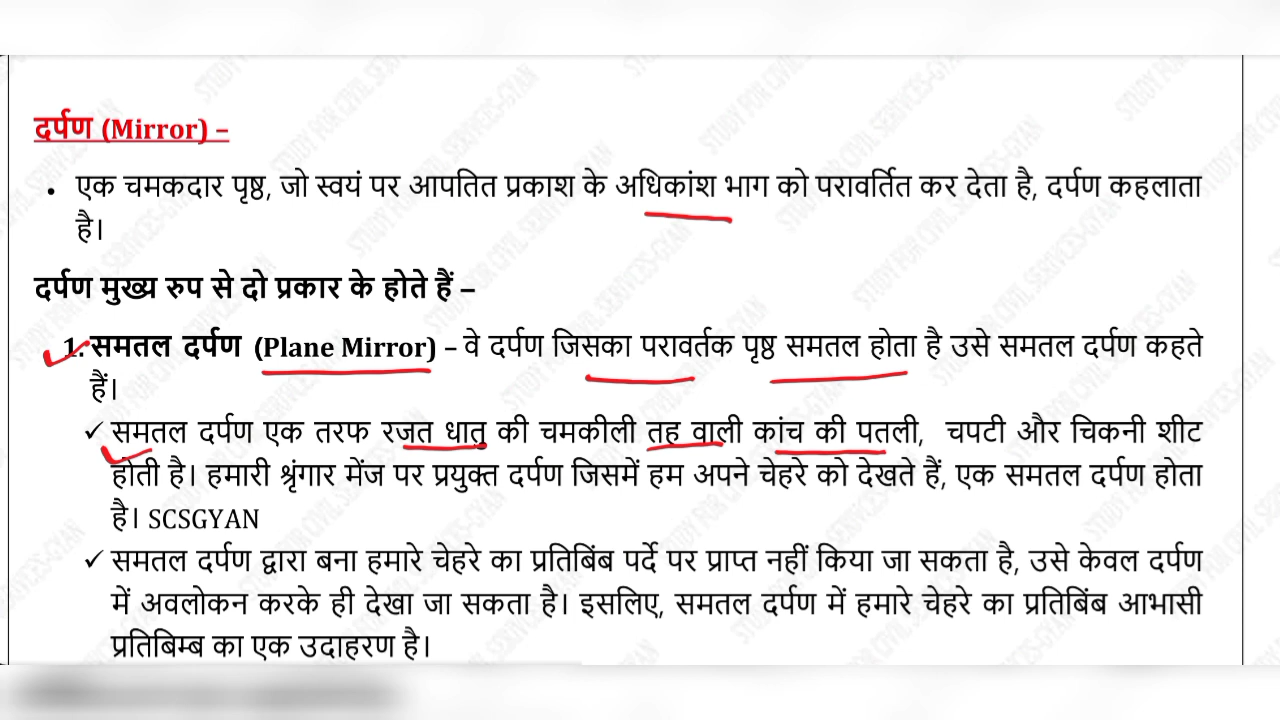 दर्पण (Mirror) –
• एक चमकदार पृष्ठ, जो स्वयं पर आपतित प्रकाश के अधिकांश भाग को परावर्तित कर देता है, दर्पण कहलाता
है।
दर्पण मुख्य रुप से दो प्रकार के होते हैं –
1. समतल दर्पण (Plane Mirror) – वे दर्पण जिसका परावर्तक पृष्ठ समतल होता है उसे समतल दर्पण कहते
हैं।
✓ समतल दर्पण एक तरफ रजत धातु की चमकीली तह वाली कांच की पतली, चपटी और चिकनी शीट
होती है। हमारी श्रृंगार मेंज पर प्रयुक्त दर्पण जिसमें हम अपने चेहरे को देखते हैं, एक समतल दर्पण होता
है। SCSGYAN
✓ समतल दर्पण द्वारा बना हमारे चेहरे का प्रतिबिंब पर्दे पर प्राप्त नहीं किया जा सकता है, उसे केवल दर्पण
में अवलोकन करके ही देखा जा सकता है। इसलिए, समतल दर्पण में हमारे चेहरे का प्रतिबिंब आभासी
प्रतिबिम्ब का एक उदाहरण है।
STUDY FOR CIVIL SERIVCES-GYAN